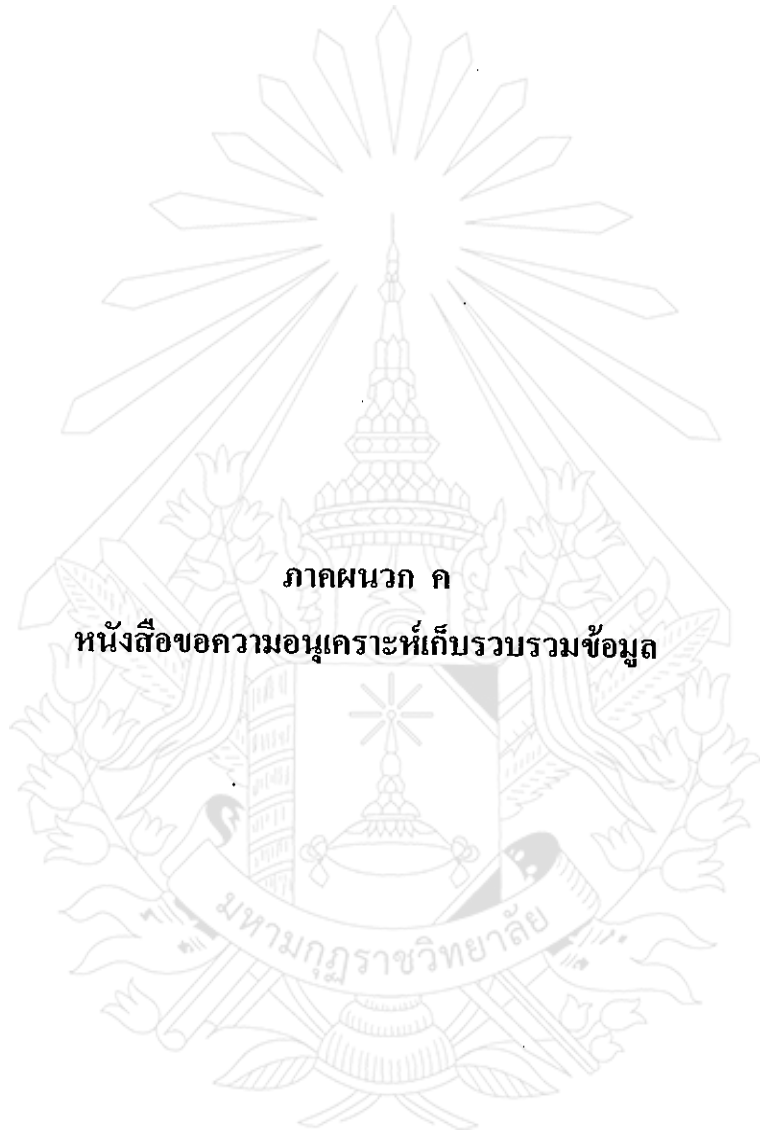 ภาคผนวก ค
หนังสือขอความอนุเคราะห์เก็บรวบรวมข้อมูล
มหามกุฏราชวิทยาลัย